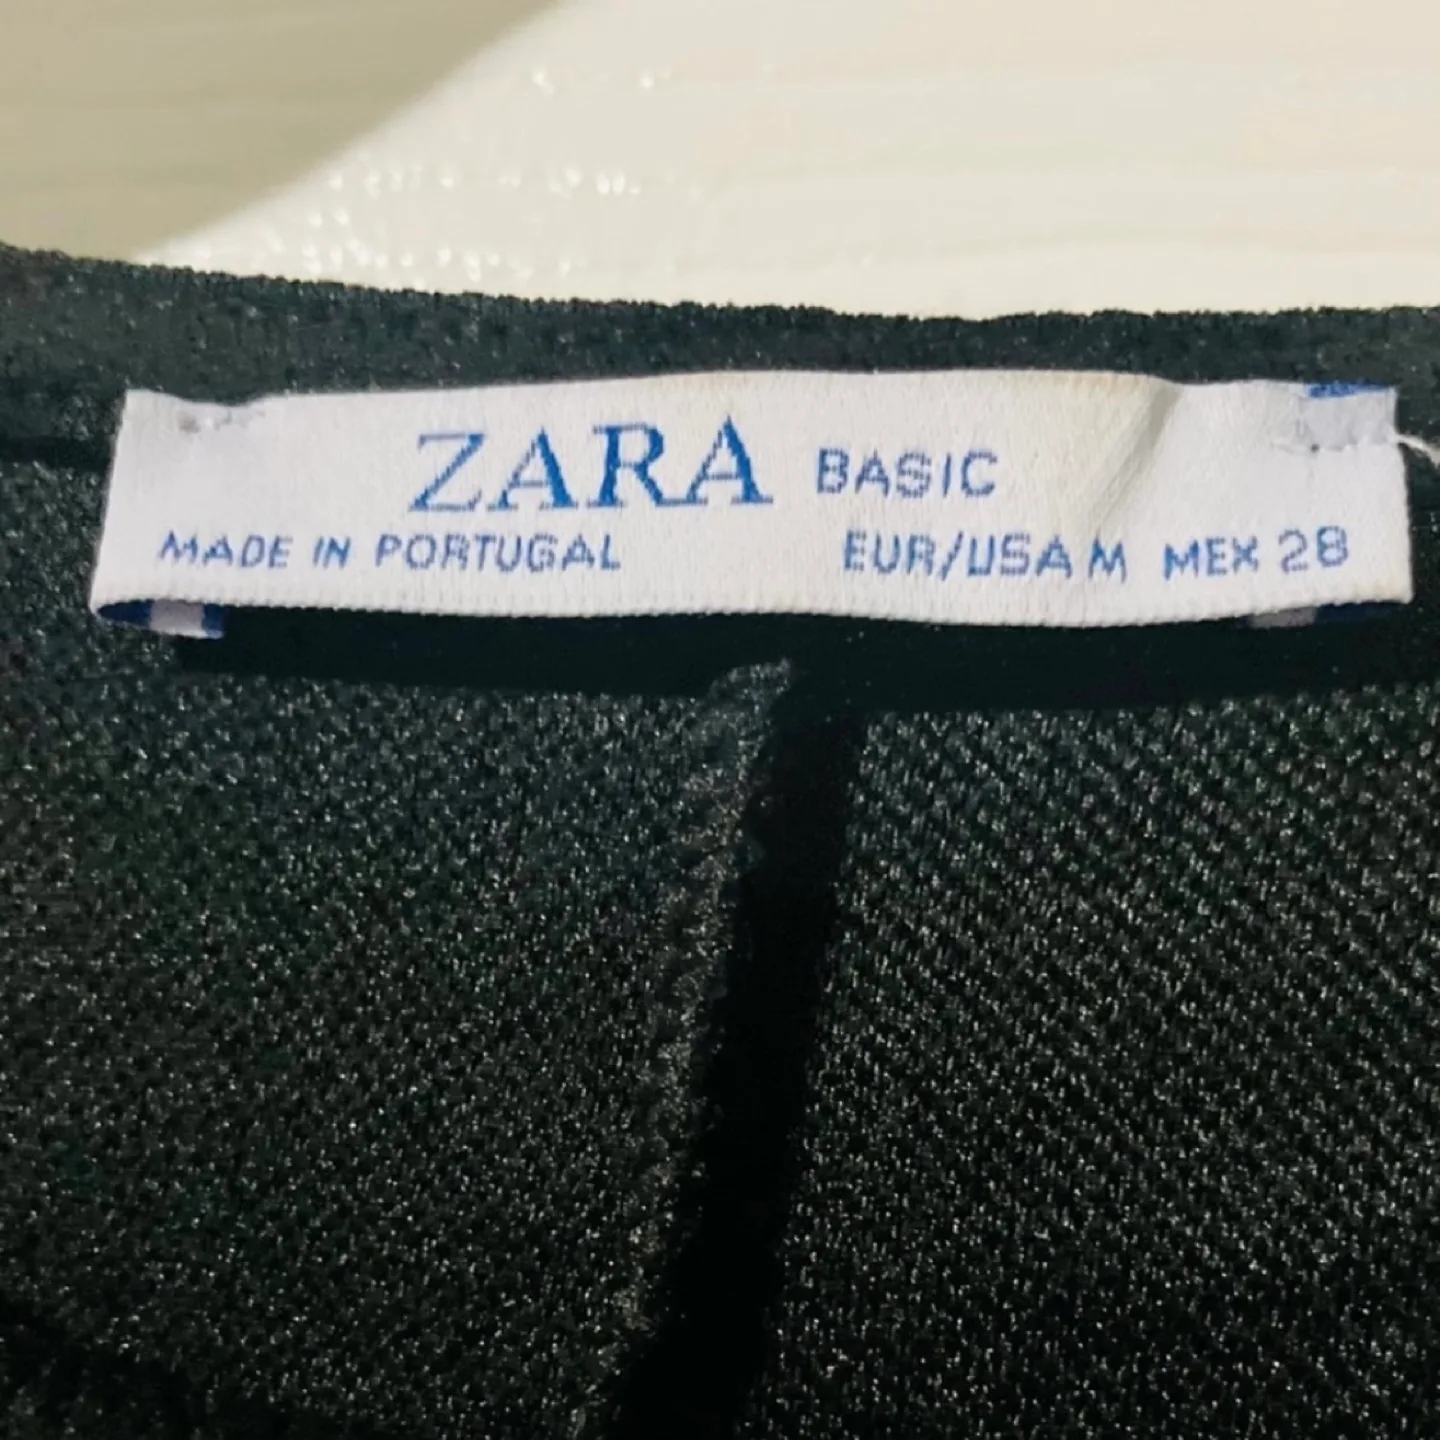 ZARA BASIC
MADE IN PORTUGAL EUR/USA M MEX 28